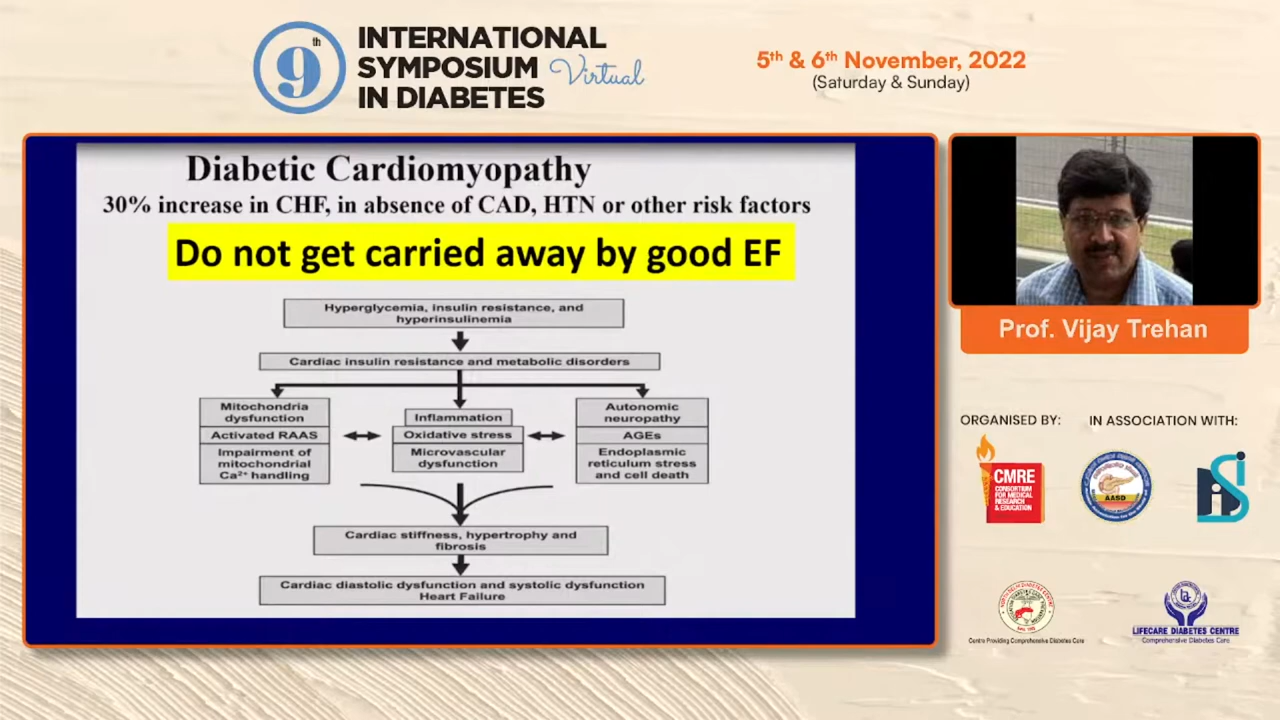 9th
INTERNATIONAL
SYMPOSIUM Virtual
IN DIABETES
5th & 6th November, 2022
(Saturday & Sunday)
Diabetic Cardiomyopathy
30% increase in CHF, in absence of CAD, HTN or other risk factors
Do not get carried away by good EF
Hyperglycemia, insulin resistance, and
hyperinsulinemia
Cardiac insulin resistance and metabolic disorders
Mitochondria
dysfunction
Activated RAAS
Impairment of
mitochondrial
Ca²⁺ handling
Inflammation
Oxidative stress
Microvascular
dysfunction
Autonomic
neuropathy
AGEs
Endoplasmic
reticulum stress
and cell death
Cardiac stiffness, hypertrophy and
fibrosis
Cardiac diastolic dysfunction and systolic dysfunction
Heart Failure
Prof. Vijay Trehan
ORGANISED BY:
IN ASSOCIATION WITH:
CMRE
CONSORTIUM
FOR MEDICAL
RESEARCH
& EDUCATION
AASD
Centre Providing Comprehensive Diabetes Care
LIFECARE DIABETES CENTRE
Comprehensive Diabetes Care